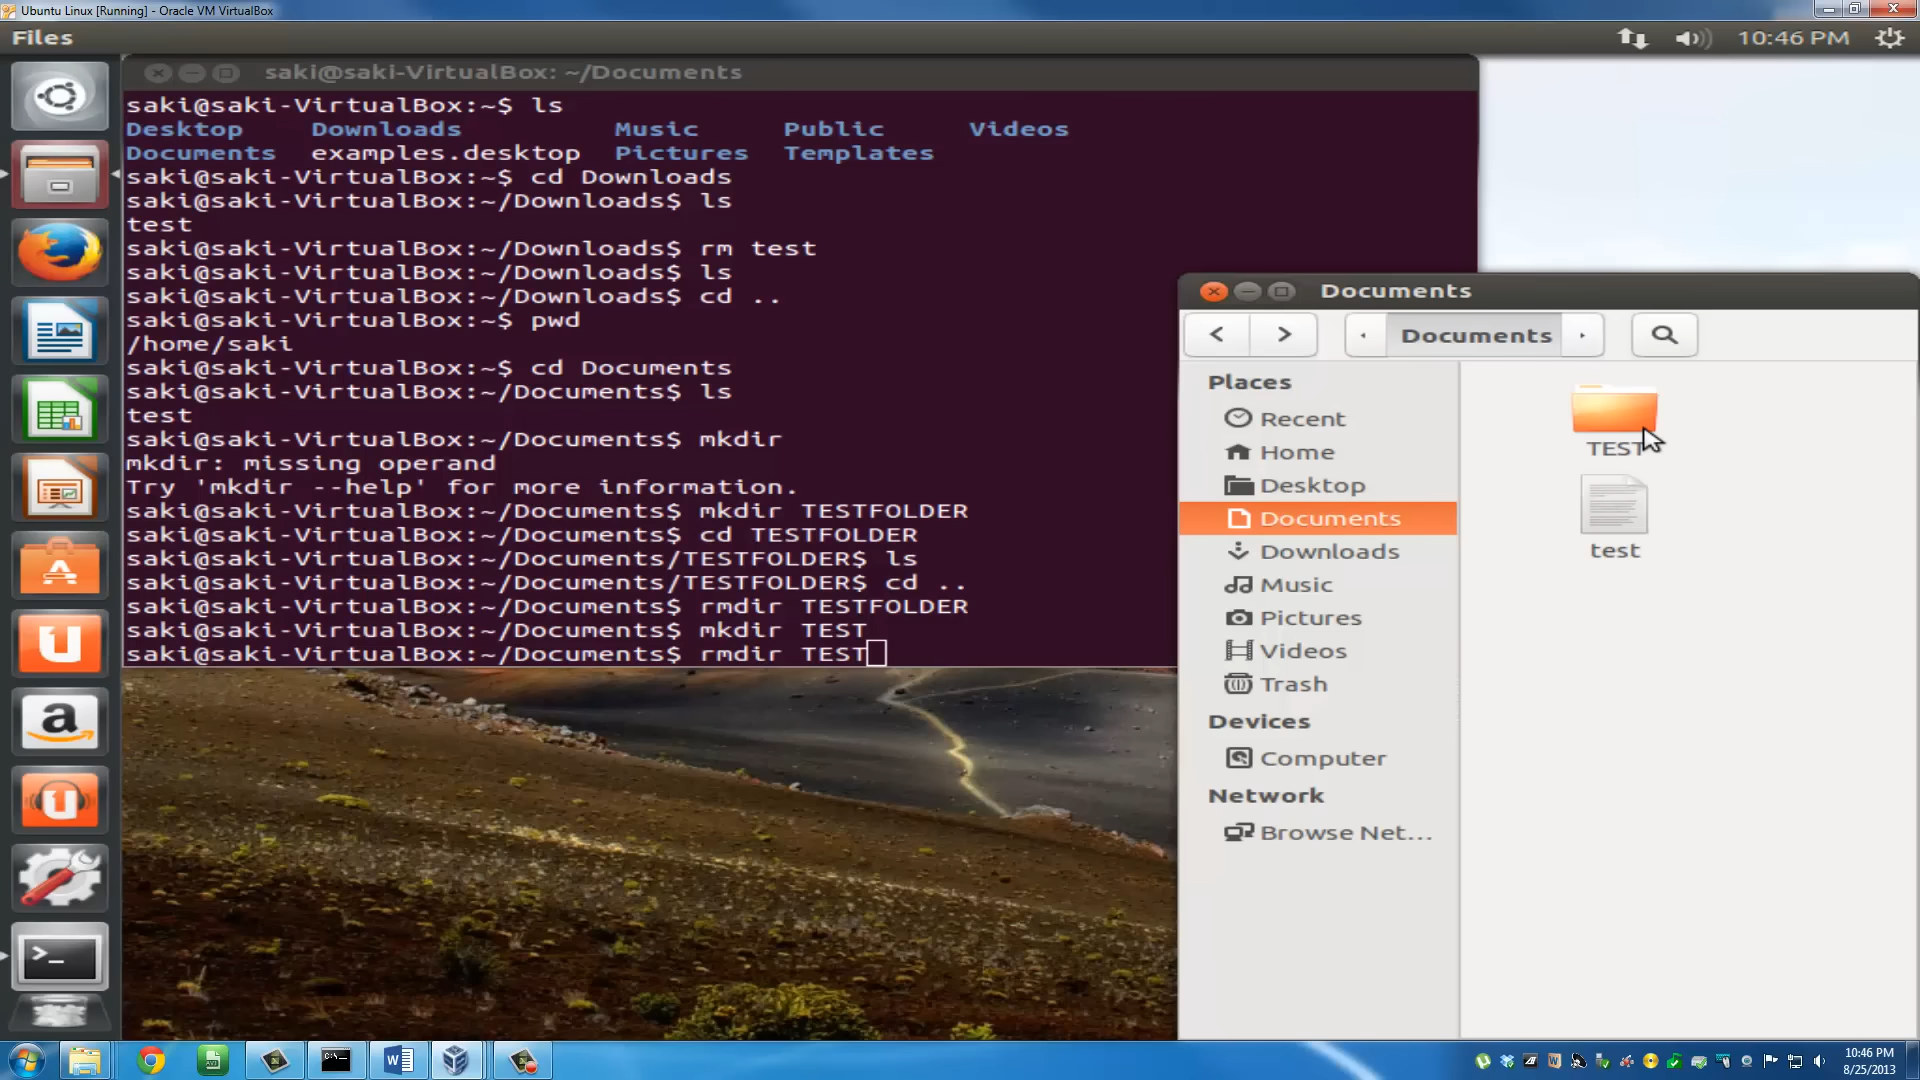 Ubuntu Linux [Running] - Oracle VM VirtualBox
Files
10:46 PM
saki@saki-VirtualBox: ~/Documents
saki@saki-VirtualBox:~$ ls
Desktop Downloads Music Public Videos
Documents examples.desktop Pictures Templates
saki@saki-VirtualBox:~$ cd Downloads
saki@saki-VirtualBox:~/Downloads$ ls
test
saki@saki-VirtualBox:~/Downloads$ rm test
saki@saki-VirtualBox:~/Downloads$ ls
saki@saki-VirtualBox:~/Downloads$ cd ..
saki@saki-VirtualBox:~$ pwd
/home/saki
saki@saki-VirtualBox:~$ cd Documents
saki@saki-VirtualBox:~/Documents$ ls
test
saki@saki-VirtualBox:~/Documents$ mkdir
mkdir: missing operand
Try 'mkdir --help' for more information.
saki@saki-VirtualBox:~/Documents$ mkdir TESTFOLDER
saki@saki-VirtualBox:~/Documents$ cd TESTFOLDER
saki@saki-VirtualBox:~/Documents/TESTFOLDER$ ls
saki@saki-VirtualBox:~/Documents/TESTFOLDER$ cd ..
saki@saki-VirtualBox:~/Documents$ rmdir TESTFOLDER
saki@saki-VirtualBox:~/Documents$ mkdir TEST
saki@saki-VirtualBox:~/Documents$ rmdir TEST
Documents
Documents
Places
Recent
Home
Desktop
Documents
Downloads
Music
Pictures
Videos
Trash
Devices
Computer
Network
Browse Net...
TEST
test
10:46 PM
8/25/2013